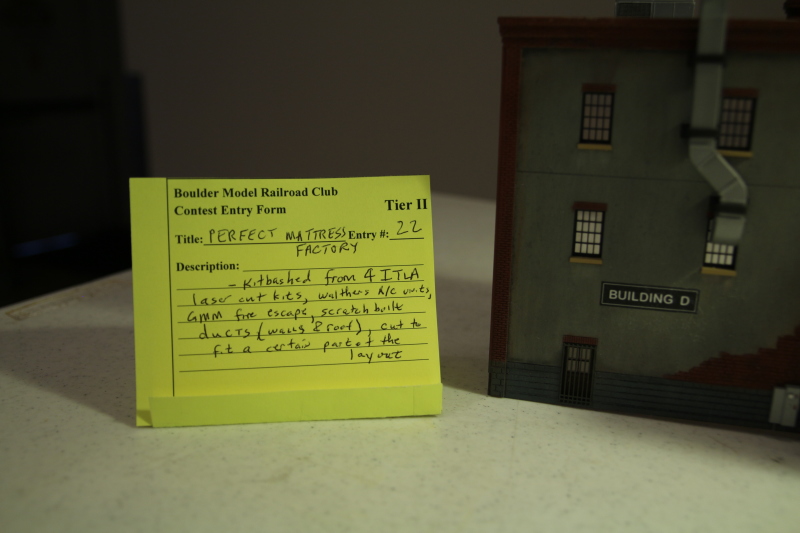 Boulder Model Railroad Club
Contest Entry Form
Tier II
Title: PERFECT MATTRESS Entry #: 22
FACTORY
Description:
- Kitbashed from 4 ITLA
laser cut kits, walthers A/C units,
GMM fire escape, scratch built
ducts (walls & roof), cut to
fit a certain part of the
layout
BUILDING D